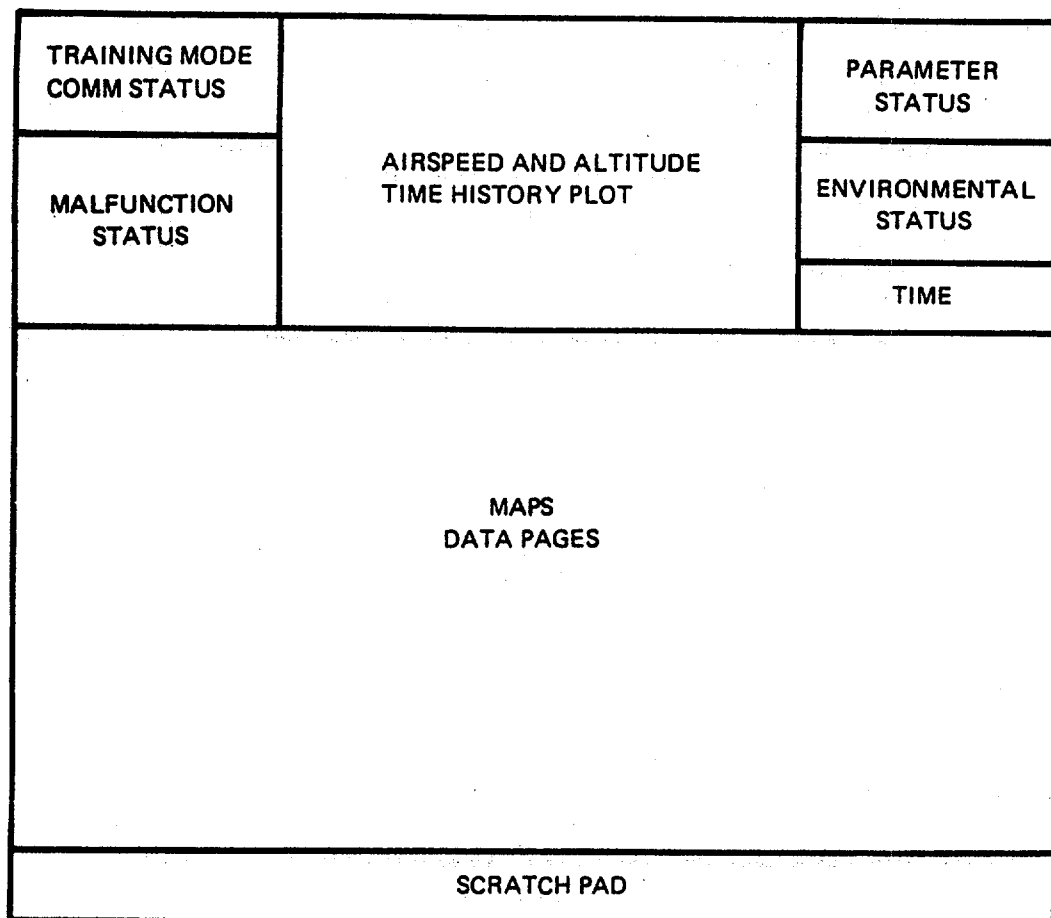 TRAINING MODE
COMM STATUS
MALFUNCTION
STATUS
AIRSPEED AND ALTITUDE
TIME HISTORY PLOT
PARAMETER
STATUS
ENVIRONMENTAL
STATUS
TIME
MAPS
DATA PAGES
SCRATCH PAD